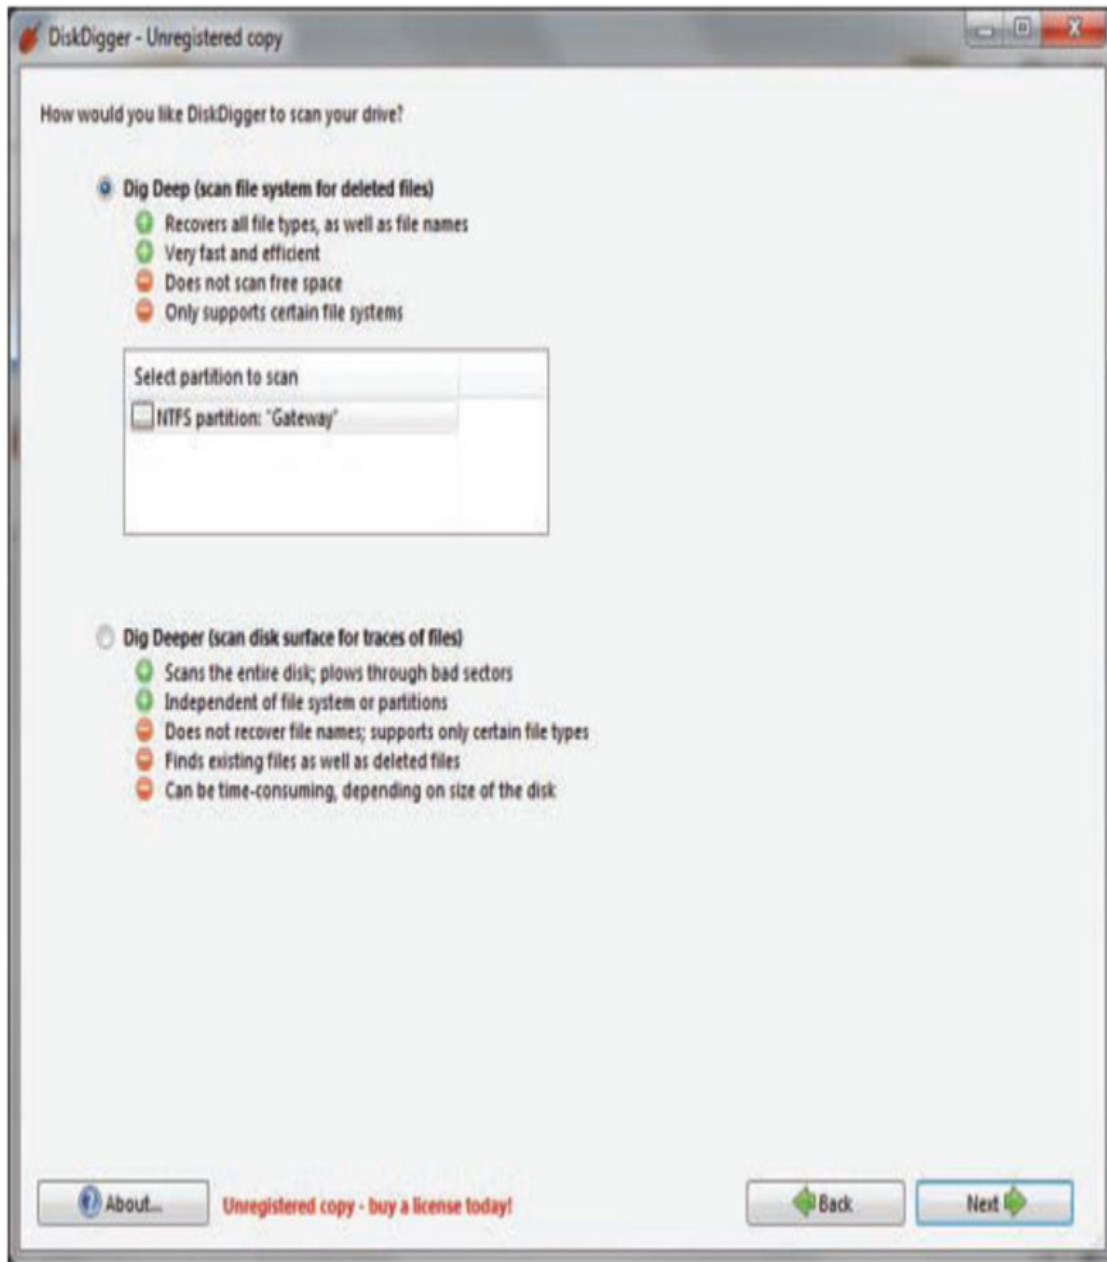 DiskDigger - Unregistered copy
How would you like DiskDigger to scan your drive?
Dig Deep (scan file system for deleted files)
Recovers all file types, as well as file names
Very fast and efficient
Does not scan free space
Only supports certain file systems
Select partition to scan
NTFS partition: "Gateway"
Dig Deeper (scan disk surface for traces of files)
Scans the entire disk; plows through bad sectors
Independent of file system or partitions
Does not recover file names; supports only certain file types
Finds existing files as well as deleted files
Can be time-consuming, depending on size of the disk
About...
Unregistered copy - buy a license today!
Back
Next